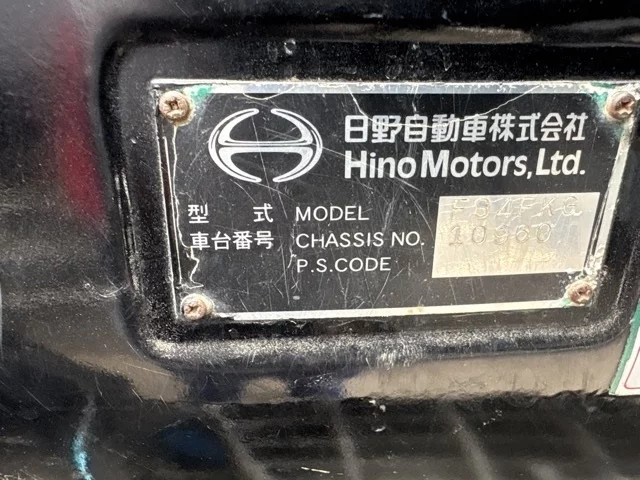 日野自動車株式会社
Hino Motors, Ltd.
型 式 MODEL
車台番号 CHASSIS NO.
P.S.CODE